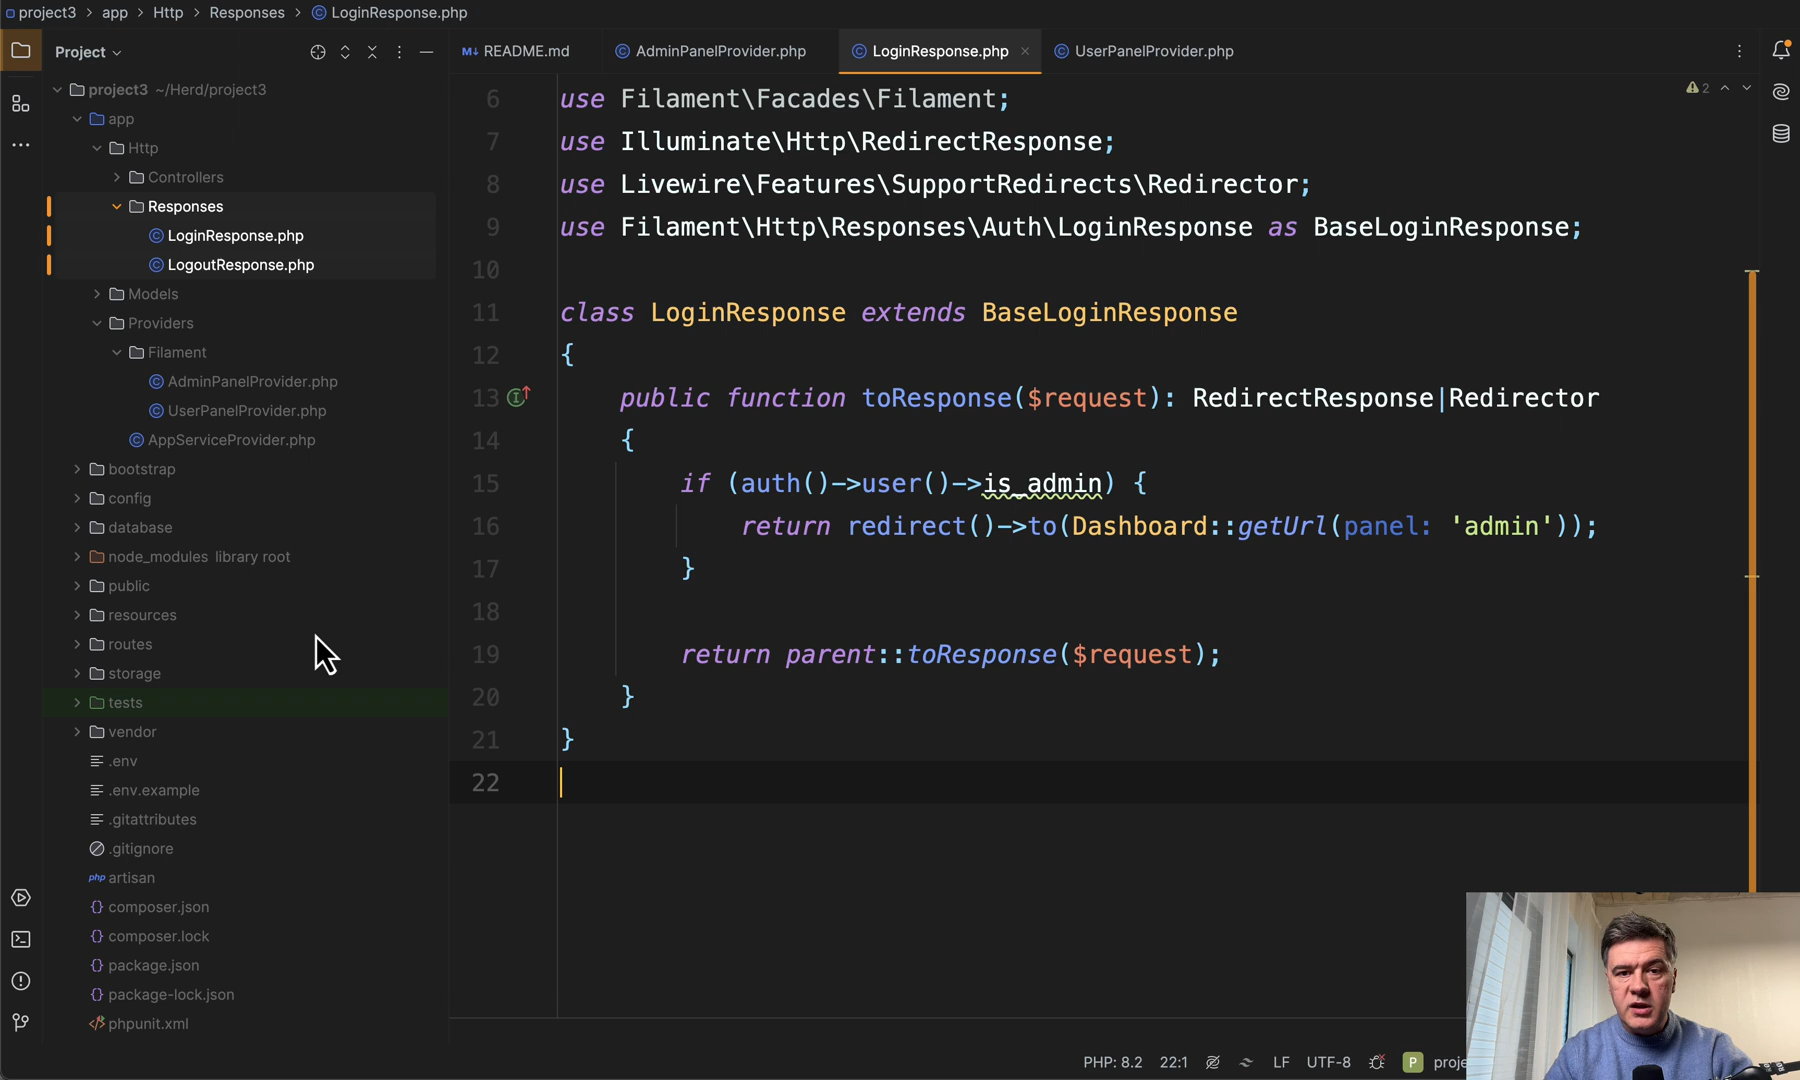 project3 > app > Http > Responses > LoginResponse.php
Project
README.md
AdminPanelProvider.php
LoginResponse.php
UserPanelProvider.php
project3 ~/Herd/project3
app
Http
Controllers
Responses
LoginResponse.php
LogoutResponse.php
Models
Providers
Filament
AdminPanelProvider.php
UserPanelProvider.php
AppServiceProvider.php
bootstrap
config
database
node_modules library root
public
resources
routes
storage
tests
vendor
.env
.env.example
.gitattributes
.gitignore
php artisan
composer.json
composer.lock
package.json
package-lock.json
phpunit.xml
2
6 use Filament\Facades\Filament;
7 use Illuminate\Http\RedirectResponse;
8 use Livewire\Features\SupportRedirects\Redirector;
9 use Filament\Http\Responses\Auth\LoginResponse as BaseLoginResponse;
10
11 class LoginResponse extends BaseLoginResponse
12 {
13 public function toResponse($request): RedirectResponse|Redirector
14 {
15 if (auth()->user()->is_admin) {
16 return redirect()->to(Dashboard::getUrl(panel: 'admin'));
17 }
18
19 return parent::toResponse($request);
20 }
21 }
22
PHP: 8.2 22:1 LF UTF-8 P